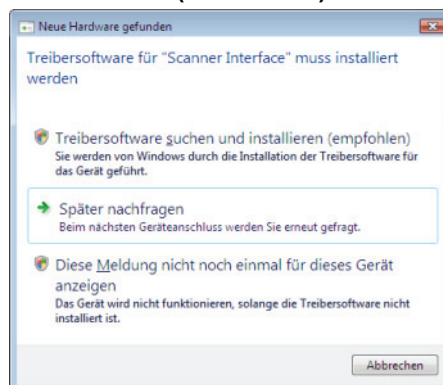 Neue Hardware gefunden
Treibersoftware für "Scanner Interface" muss installiert
werden
Treibersoftware suchen und installieren (empfohlen)
Sie werden von Windows durch die Installation der Treibersoftware für
das Gerät geführt.
Später nachfragen
Beim nächsten Geräteanschluss werden Sie erneut gefragt.
Diese Meldung nicht noch einmal für dieses Gerät
anzeigen
Das Gerät wird nicht funktionieren, solange die Treibersoftware nicht
installiert ist.
Abbrechen